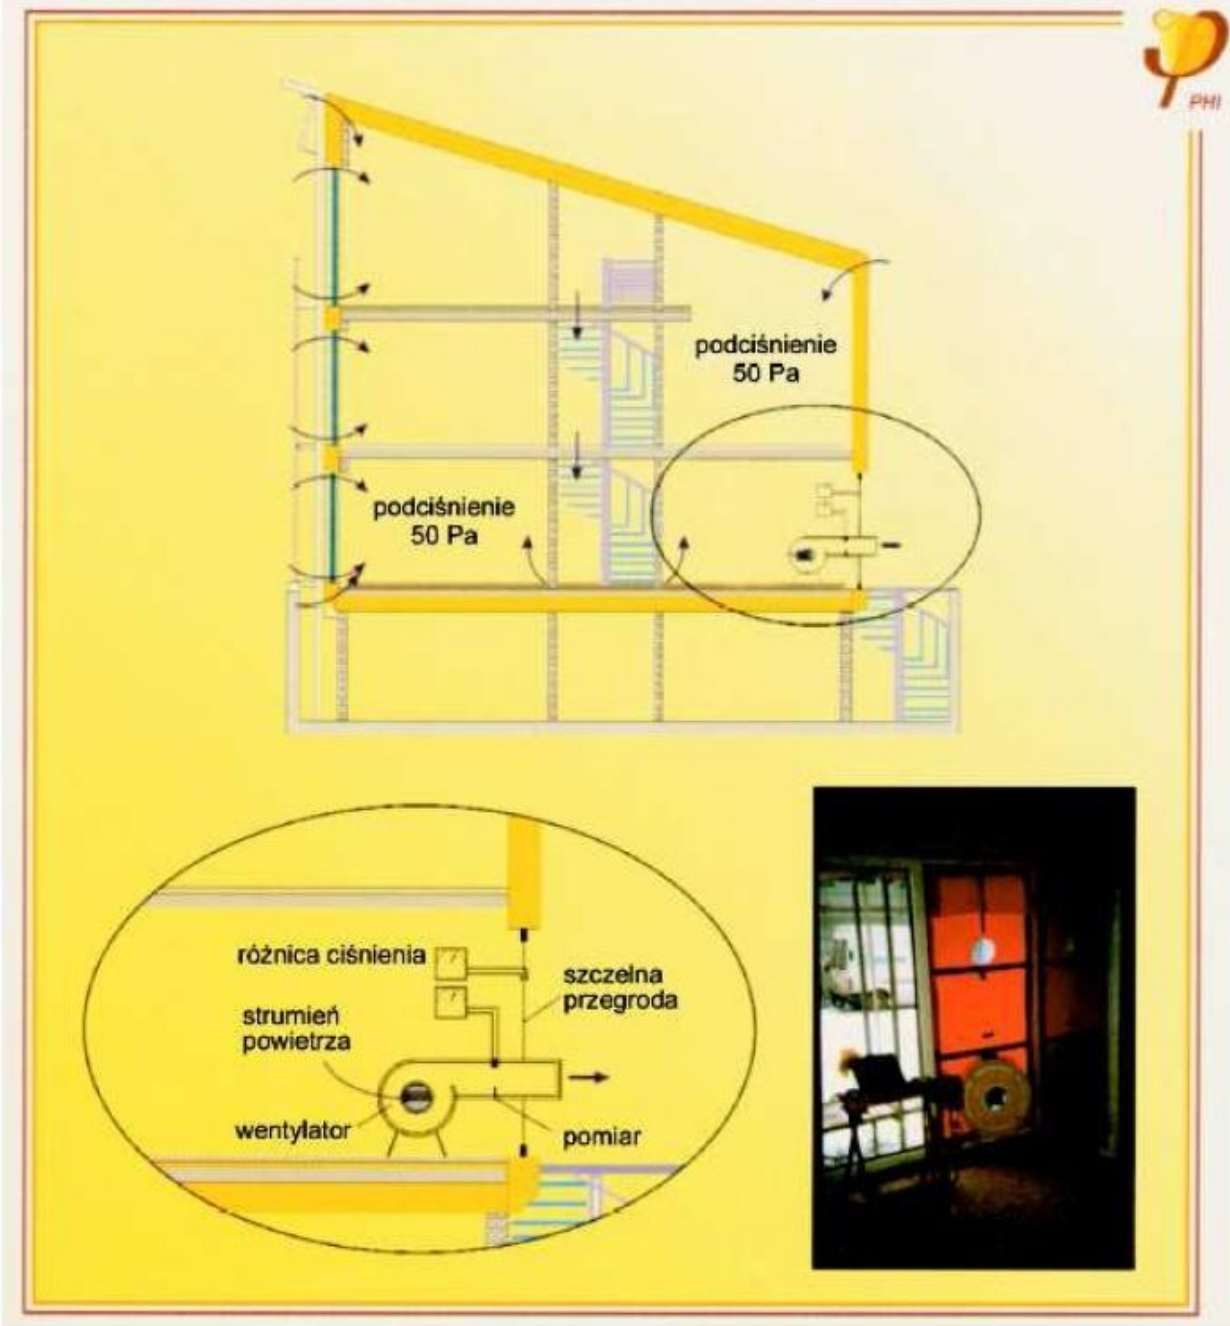 PHI
podciśnienie
50 Pa
podciśnienie
50 Pa
różnica ciśnienia
szczelna
przegroda
strumień
powietrza
wentylator
pomiar